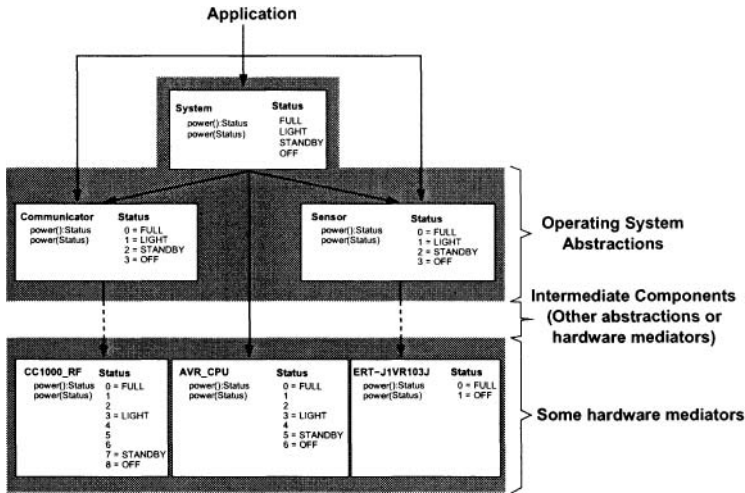 Application
System
power():Status
power(Status)
Status
FULL
LIGHT
STANDBY
OFF
Communicator
power():Status
power(Status)
Status
0 = FULL
1 = LIGHT
2 = STANDBY
3 = OFF
Sensor
power():Status
power(Status)
Status
0 = FULL
1 = LIGHT
2 = STANDBY
3 = OFF
Operating System
Abstractions
Intermediate Components
(Other abstractions or
hardware mediators)
CC1000_RF
power():Status
power(Status)
Status
0 = FULL
1
2
3 = LIGHT
4
5
6
7 = STANDBY
8 = OFF
AVR_CPU
power():Status
power(Status)
Status
0 = FULL
1
2
3 = LIGHT
4
5 = STANDBY
6 = OFF
ERT-J1VR103J
power():Status
power(Status)
Status
0 = FULL
1 = OFF
Some hardware mediators